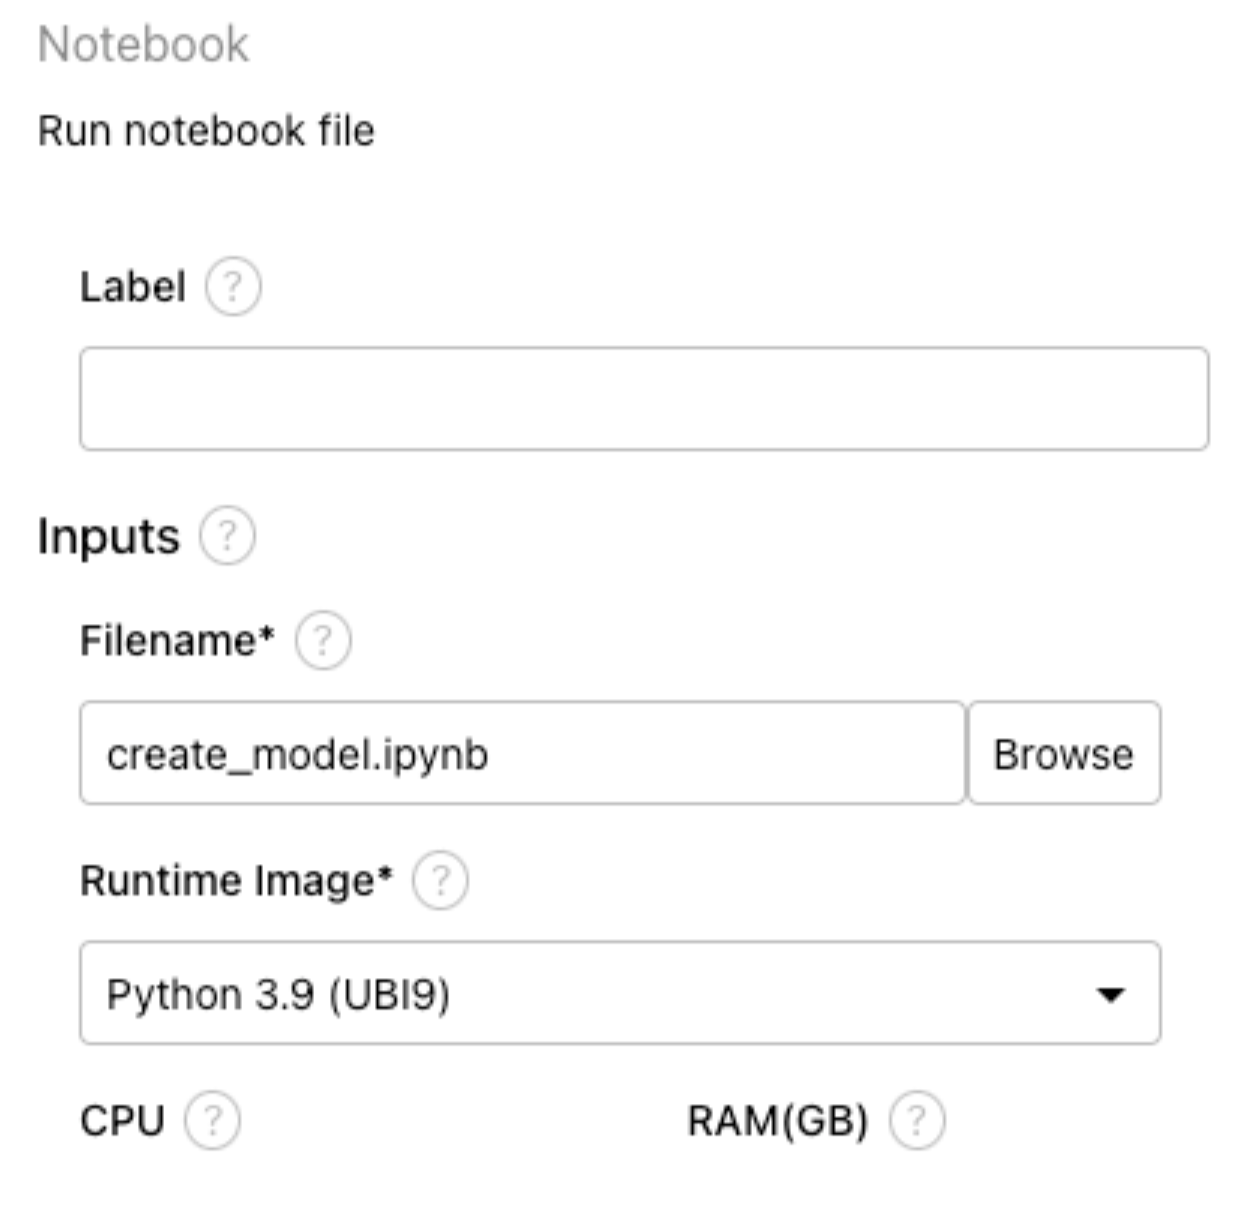 Notebook
Run notebook file
Label ?
Inputs ?
Filename* ?
create_model.ipynb Browse
Runtime Image* ?
Python 3.9 (UBI9)
CPU ? RAM(GB) ?